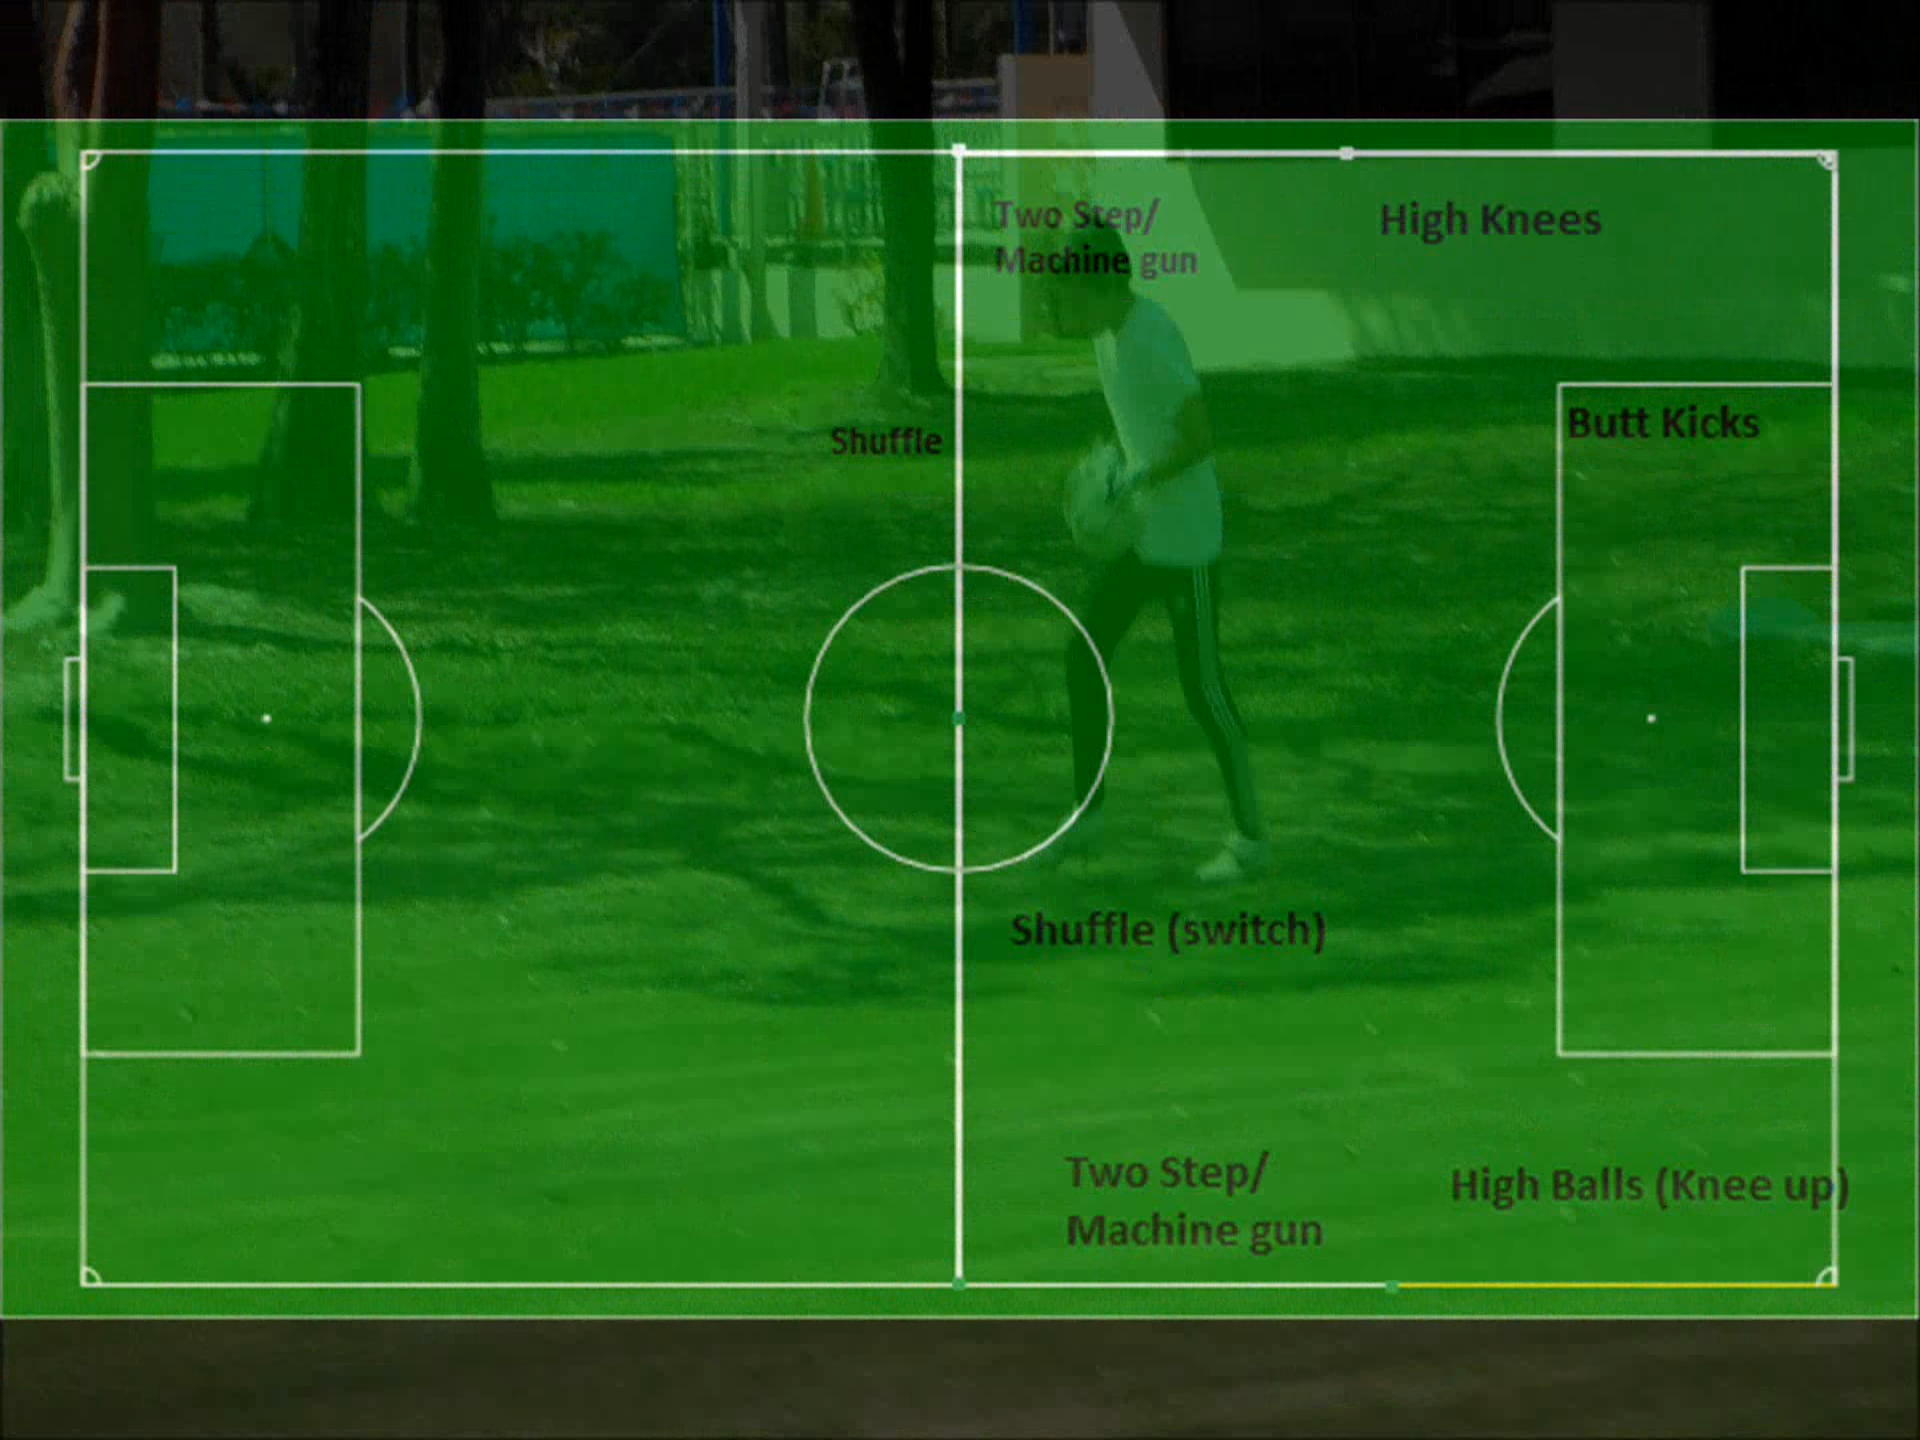 Two Step/
Machine gun
High Knees
Shuffle
Butt Kicks
Shuffle (switch)
Two Step/
Machine gun
High Balls (Knee up)